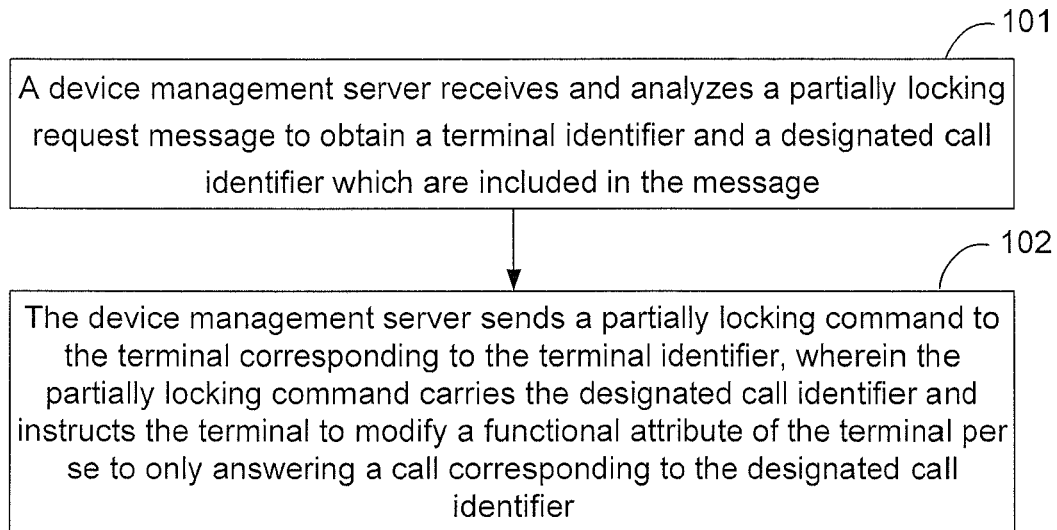 101
A device management server receives and analyzes a partially locking
request message to obtain a terminal identifier and a designated call
identifier which are included in the message
102
The device management server sends a partially locking command to
the terminal corresponding to the terminal identifier, wherein the
partially locking command carries the designated call identifier and
instructs the terminal to modify a functional attribute of the terminal per
se to only answering a call corresponding to the designated call
identifier